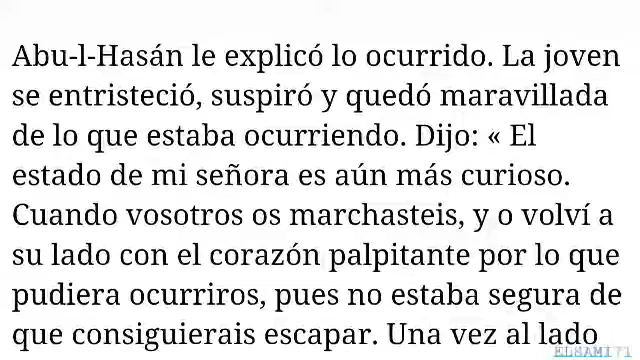 Abu-l-Hasán le explicó lo ocurrido. La joven
se entristeció, suspiró y quedó maravillada
de lo que estaba ocurriendo. Dijo: « El
estado de mi señora es aún más curioso.
Cuando vosotros os marchasteis, y o volví a
su lado con el corazón palpitante por lo que
pudiera ocurriros, pues no estaba segura de
que consiguierais escapar. Una vez al lado
ELSAMI71